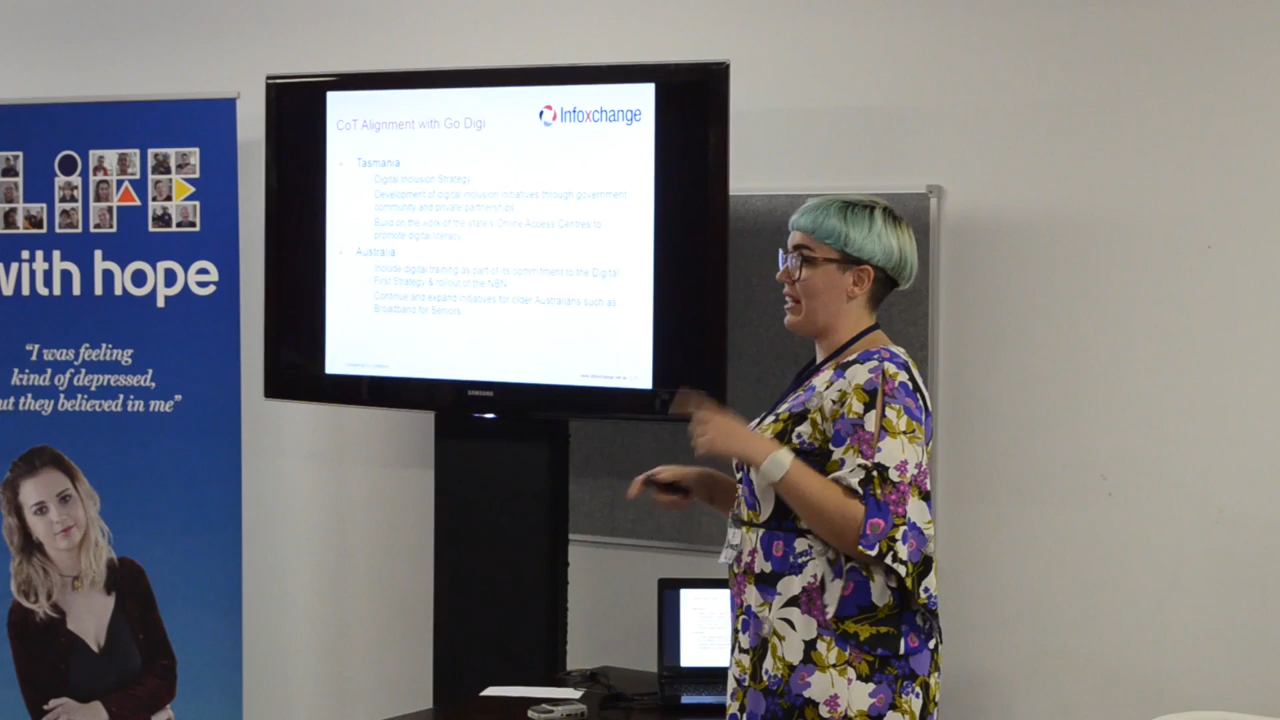 LIFE
with hope
"I was feeling
kind of depressed,
ut they believed in me"
CoT Alignment with Go Digi
Infoxchange
Tasmania
Digital Inclusion Strategy
Development of digital inclusion initiatives through government
community and private partnerships
Build on the work of the state's Online Access Centres to
promote digital literacy
Australia
Include digital training as part of its commitment to the Digital
First Strategy & rollout of the NBN
Continue and expand initiatives for older Australians such as
Broadband for Seniors
SAMSUNG